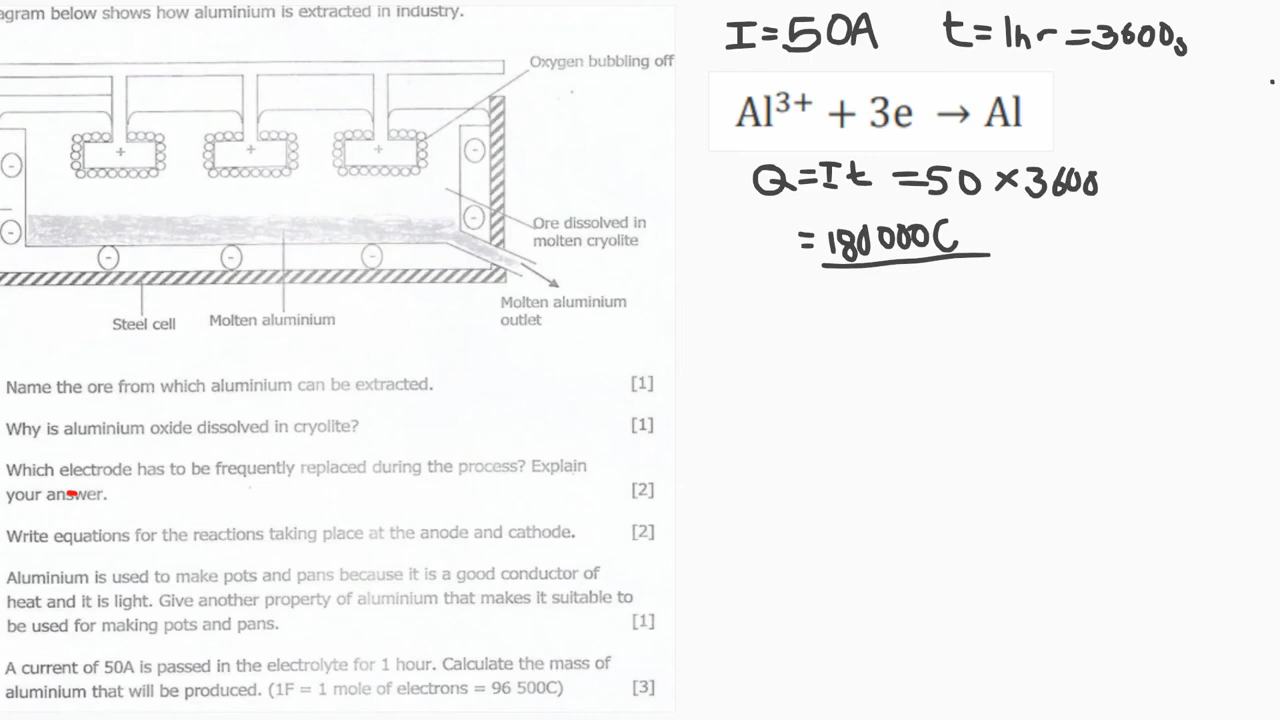 agram below shows how aluminium is extracted in industry.
Oxygen bubbling off
+ + +
Ore dissolved in
molten cryolite
Molten aluminium
outlet
Steel cell
Molten aluminium
Name the ore from which aluminium can be extracted. [1]
Why is aluminium oxide dissolved in cryolite? [1]
Which electrode has to be frequently replaced during the process? Explain
your answer. [2]
Write equations for the reactions taking place at the anode and cathode. [2]
Aluminium is used to make pots and pans because it is a good conductor of
heat and it is light. Give another property of aluminium that makes it suitable to
be used for making pots and pans. [1]
A current of 50A is passed in the electrolyte for 1 hour. Calculate the mass of
aluminium that will be produced. (1F = 1 mole of electrons = 96 500C) [3]
I=50A t=1hr=3600s
Al³⁺ + 3e → Al
Q=It =50×3600
= 180000C